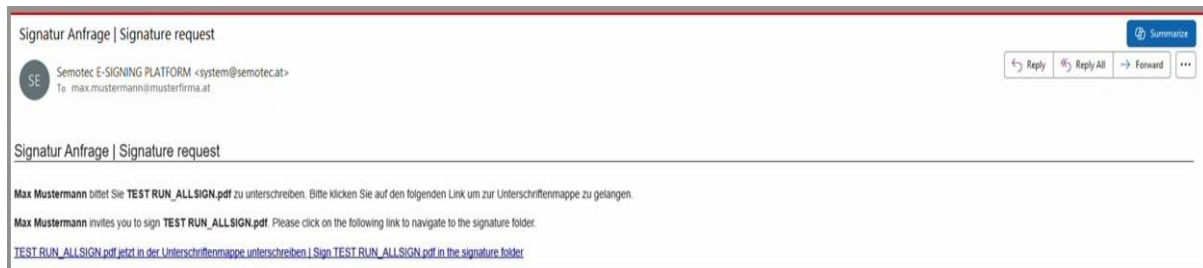 Signatur Anfrage | Signature request
Summarize
SE
Semotec E-SIGNING PLATFORM <system@semotec.at>
To max.mustermann@musterfirma.at
Reply
Reply All
Forward
...
Signatur Anfrage | Signature request
Max Mustermann bittet Sie TEST RUN_ALLSIGN.pdf zu unterschreiben. Bitte klicken Sie auf den folgenden Link um zur Unterschriftenmappe zu gelangen.
Max Mustermann invites you to sign TEST RUN_ALLSIGN.pdf. Please click on the following link to navigate to the signature folder.
TEST RUN_ALLSIGN.pdf jetzt in der Unterschriftenmappe unterschreiben | Sign TEST RUN_ALLSIGN.pdf in the signature folder